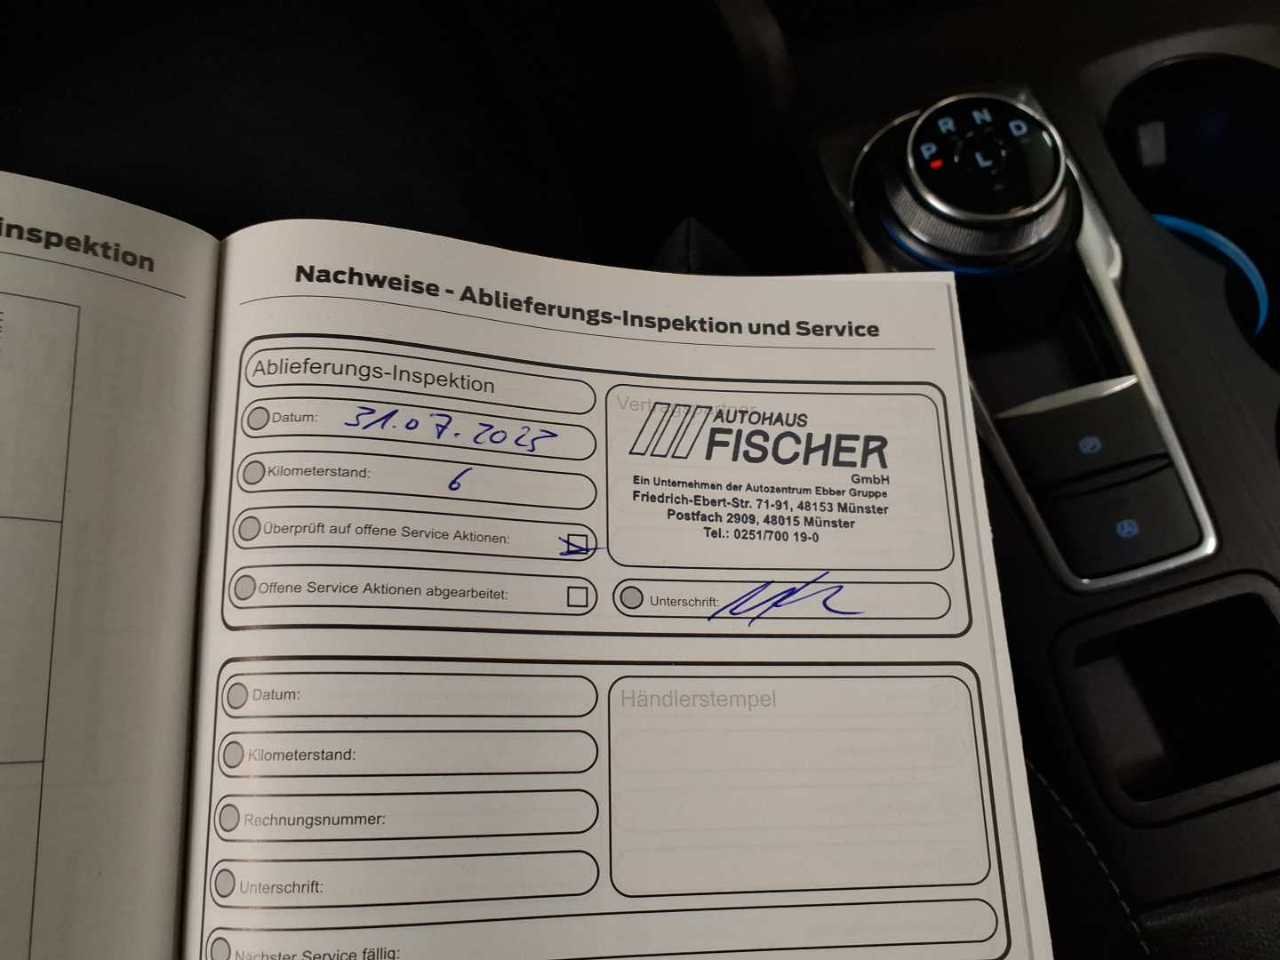 inspektion
Nachweise - Ablieferungs-Inspektion und Service
Ablieferungs-Inspektion
Datum: 31.07.2023
Kilometerstand: 6
Überprüft auf offene Service Aktionen:
Offene Service Aktionen abgearbeitet:
Vertragspartner
AUTOHAUS
FISCHER
GmbH
Ein Unternehmen der Autozentrum Ebber Gruppe
Friedrich-Ebert-Str. 71-91, 48153 Münster
Postfach 2909, 48015 Münster
Tel.: 0251/700 19-0
Unterschrift:
Datum:
Kilometerstand:
Rechnungsnummer:
Unterschrift:
Händlerstempel
Nächster Service fällig:
P R N D
L